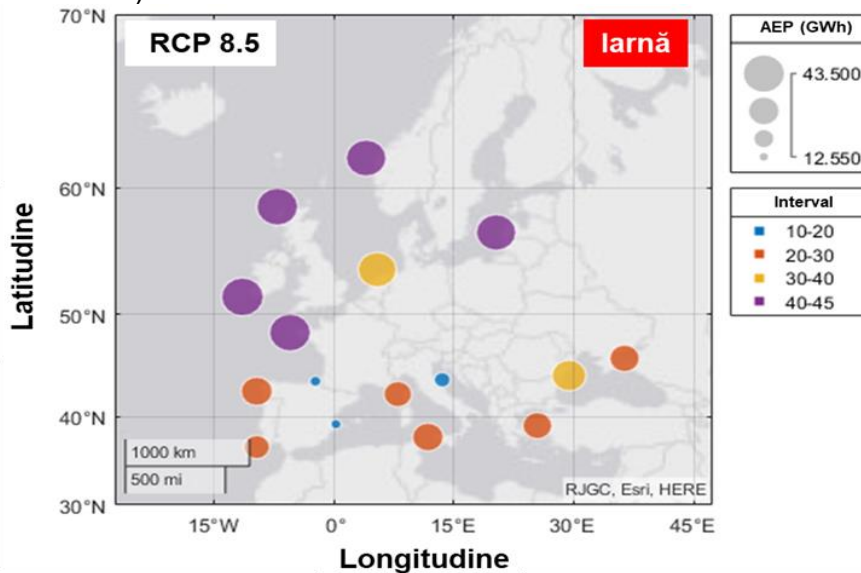 )
70°N
RCP 8.5
Iarnă
AEP (GWh)
43.500
12.550
60°N
Interval
10-20
20-30
30-40
40-45
Latitudine
50°N
40°N
1000 km
500 mi
RJGC, Esri, HERE
30°N
15°W
0°
15°E
30°E
45°E
Longitudine